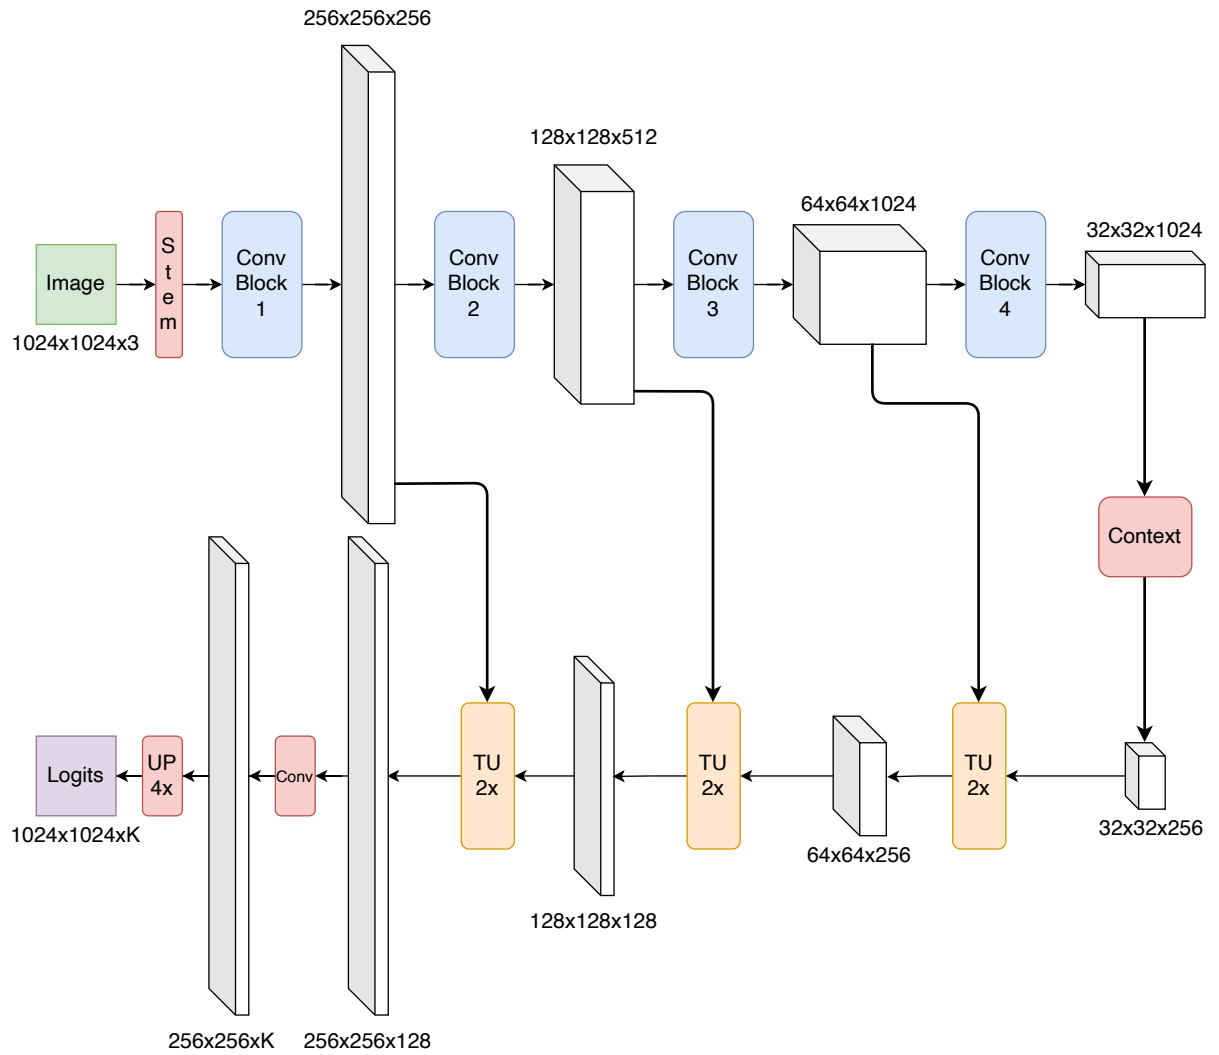 256x256x256
128x128x512
64x64x1024
32x32x1024
Image
1024x1024x3
S
t
e
m
Conv
Block
1
Conv
Block
2
Conv
Block
3
Conv
Block
4
Context
Logits
1024x1024xK
UP
4x
Conv
TU
2x
TU
2x
TU
2x
32x32x256
64x64x256
128x128x128
256x256xK
256x256x128